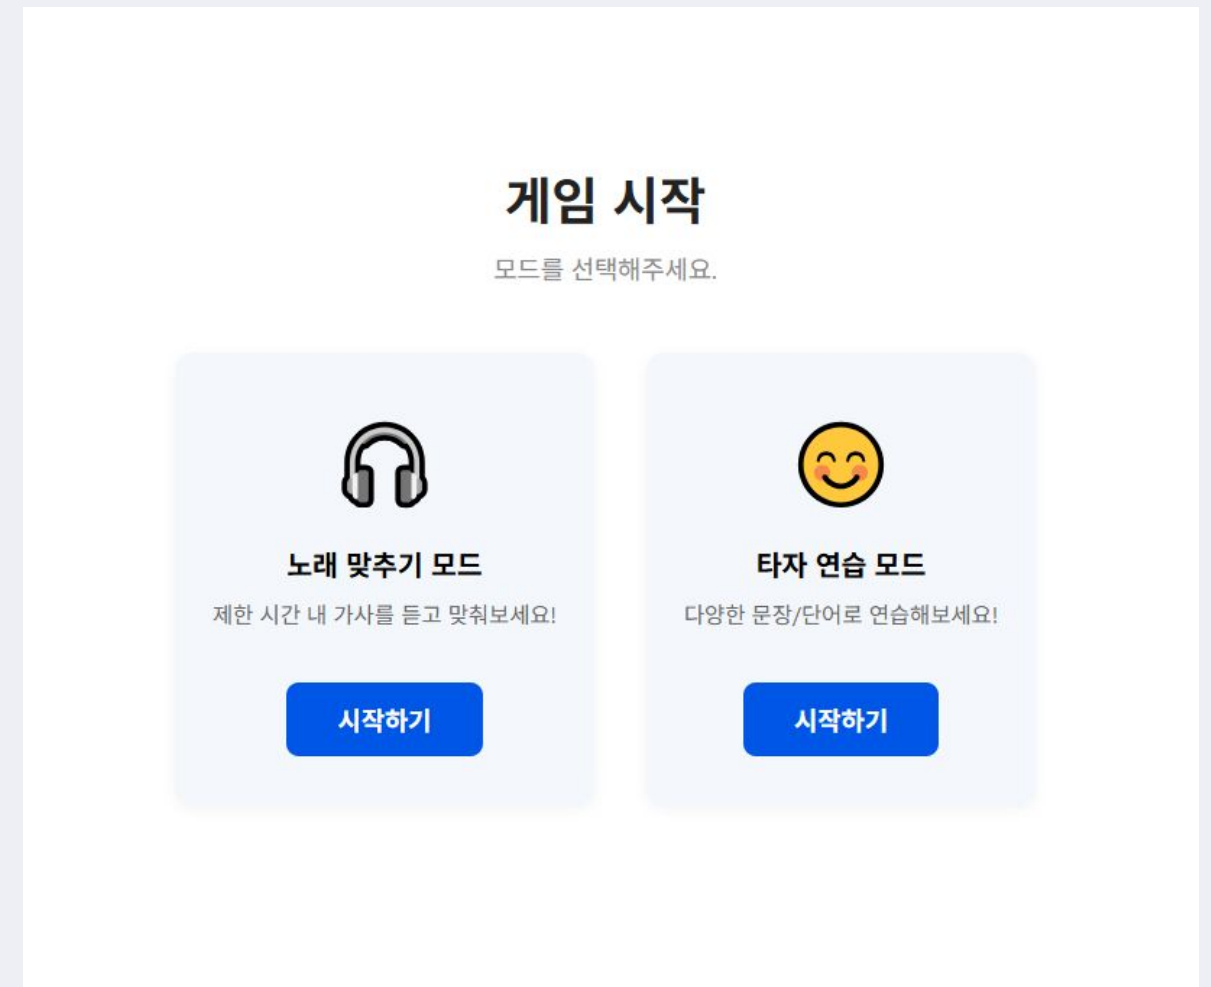 게임 시작
모드를 선택해주세요.
노래 맞추기 모드
제한 시간 내 가사를 듣고 맞춰보세요!
시작하기
타자 연습 모드
다양한 문장/단어로 연습해보세요!
시작하기